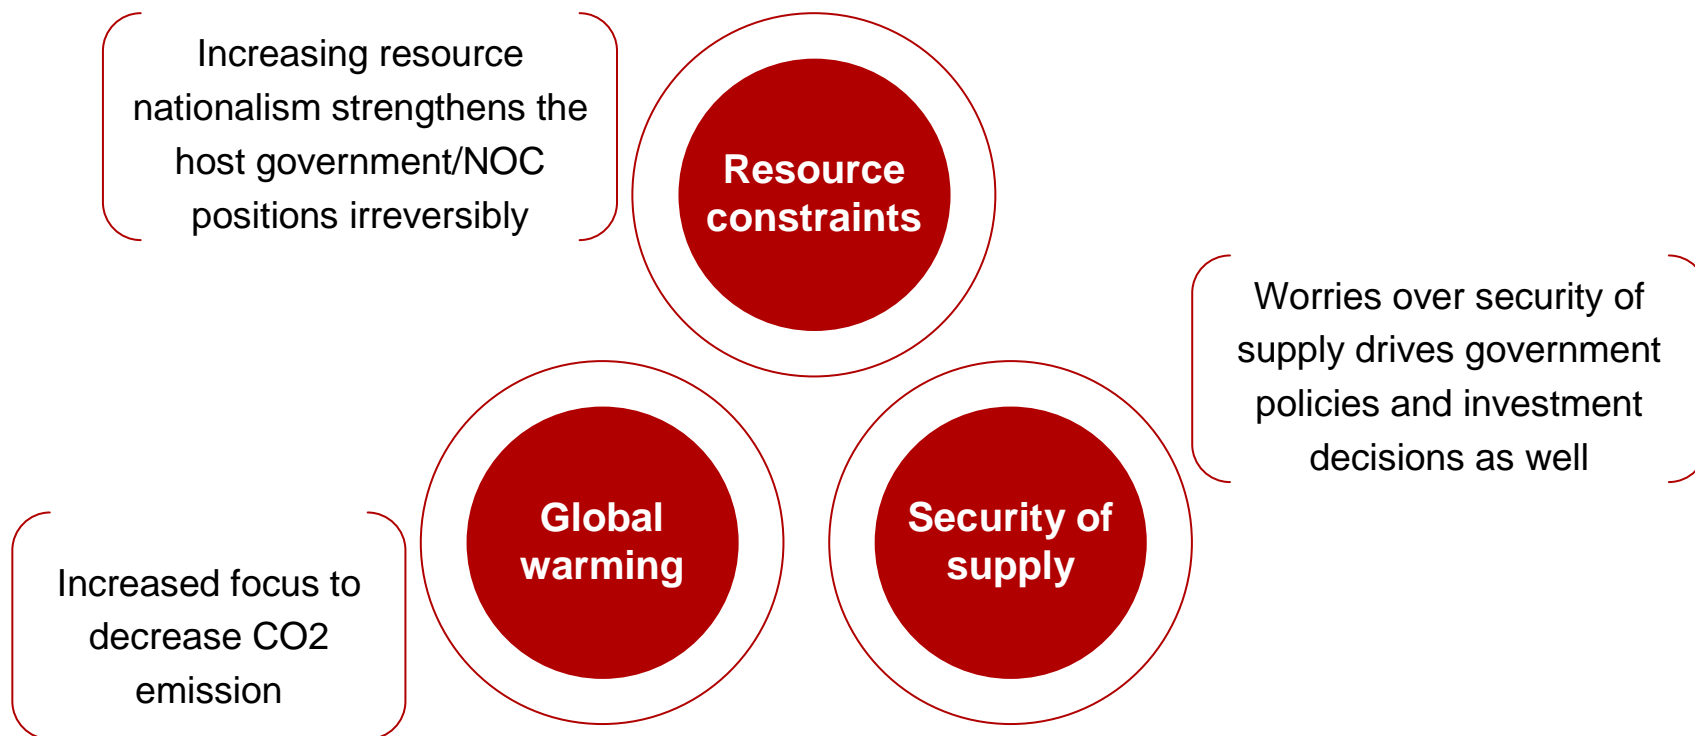 Increasing resource
nationalism strengthens the
host government/NOC
positions irreversibly
Resource
constraints
Worries over security of
supply drives government
policies and investment
decisions as well
Global
warming
Security of
supply
Increased focus to
decrease CO2
emission